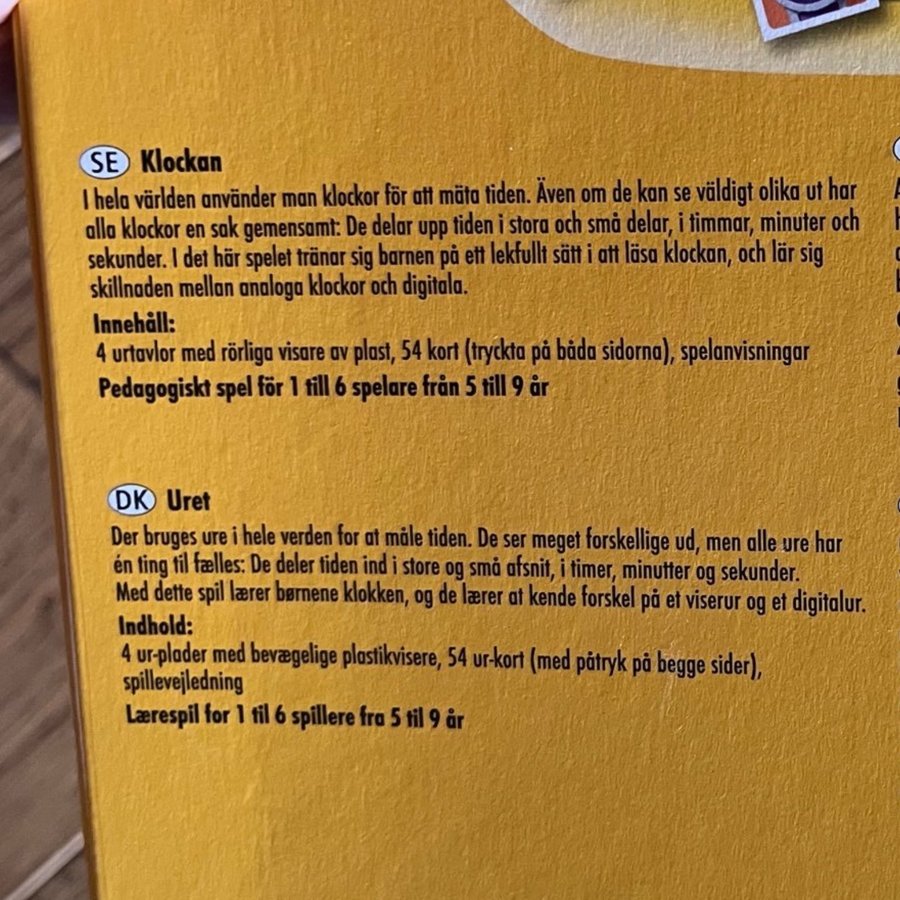 SE Klockan
I hela världen använder man klockor för att mäta tiden. Även om de kan se väldigt olika ut har
alla klockor en sak gemensamt: De delar upp tiden i stora och små delar, i timmar, minuter och
sekunder. I det här spelet tränar sig barnen på ett lekfullt sätt i att läsa klockan, och lär sig
skillnaden mellan analoga klockor och digitala.
Innehåll:
4 urtavlor med rörliga visare av plast, 54 kort (tryckta på båda sidorna), spelanvisningar
Pedagogiskt spel för 1 till 6 spelare från 5 till 9 år
DK Uret
Der bruges ure i hele verden for at måle tiden. De ser meget forskellige ud, men alle ure har
én ting til fælles: De deler tiden ind i store og små afsnit, i timer, minutter og sekunder.
Med dette spil lærer børnene klokken, og de lærer at kende forskel på et viserur og et digitalur.
Indhold:
4 ur-plader med bevægelige plastikvisere, 54 ur-kort (med påtryk på begge sider),
spillevejledning
Lærespil for 1 til 6 spillere fra 5 til 9 år